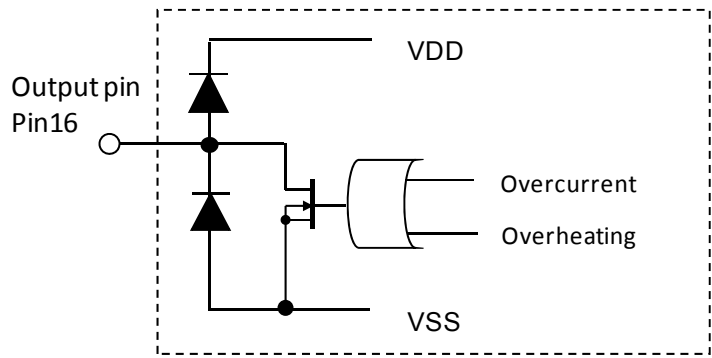 VDD
Output pin
Pin16
Overcurrent
Overheating
VSS